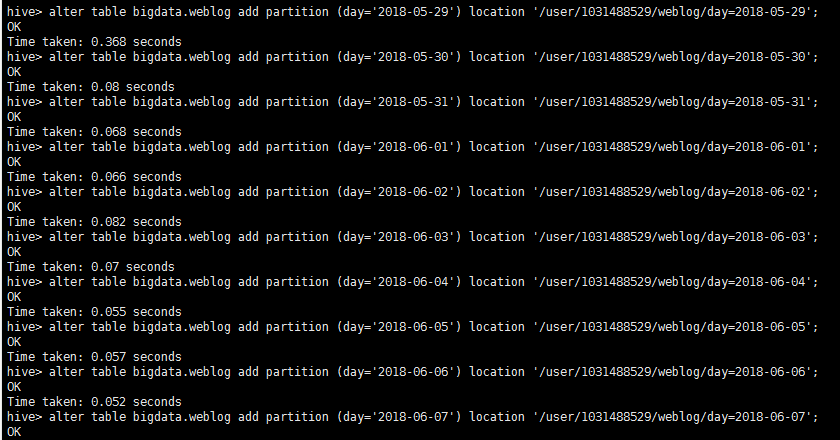 hive> alter table bigdata.weblog add partition (day='2018-05-29') location '/user/1031488529/weblog/day=2018-05-29';
OK
Time taken: 0.368 seconds
hive> alter table bigdata.weblog add partition (day='2018-05-30') location '/user/1031488529/weblog/day=2018-05-30';
OK
Time taken: 0.08 seconds
hive> alter table bigdata.weblog add partition (day='2018-05-31') location '/user/1031488529/weblog/day=2018-05-31';
OK
Time taken: 0.068 seconds
hive> alter table bigdata.weblog add partition (day='2018-06-01') location '/user/1031488529/weblog/day=2018-06-01';
OK
Time taken: 0.066 seconds
hive> alter table bigdata.weblog add partition (day='2018-06-02') location '/user/1031488529/weblog/day=2018-06-02';
OK
Time taken: 0.082 seconds
hive> alter table bigdata.weblog add partition (day='2018-06-03') location '/user/1031488529/weblog/day=2018-06-03';
OK
Time taken: 0.07 seconds
hive> alter table bigdata.weblog add partition (day='2018-06-04') location '/user/1031488529/weblog/day=2018-06-04';
OK
Time taken: 0.055 seconds
hive> alter table bigdata.weblog add partition (day='2018-06-05') location '/user/1031488529/weblog/day=2018-06-05';
OK
Time taken: 0.057 seconds
hive> alter table bigdata.weblog add partition (day='2018-06-06') location '/user/1031488529/weblog/day=2018-06-06';
OK
Time taken: 0.052 seconds
hive> alter table bigdata.weblog add partition (day='2018-06-07') location '/user/1031488529/weblog/day=2018-06-07';
OK